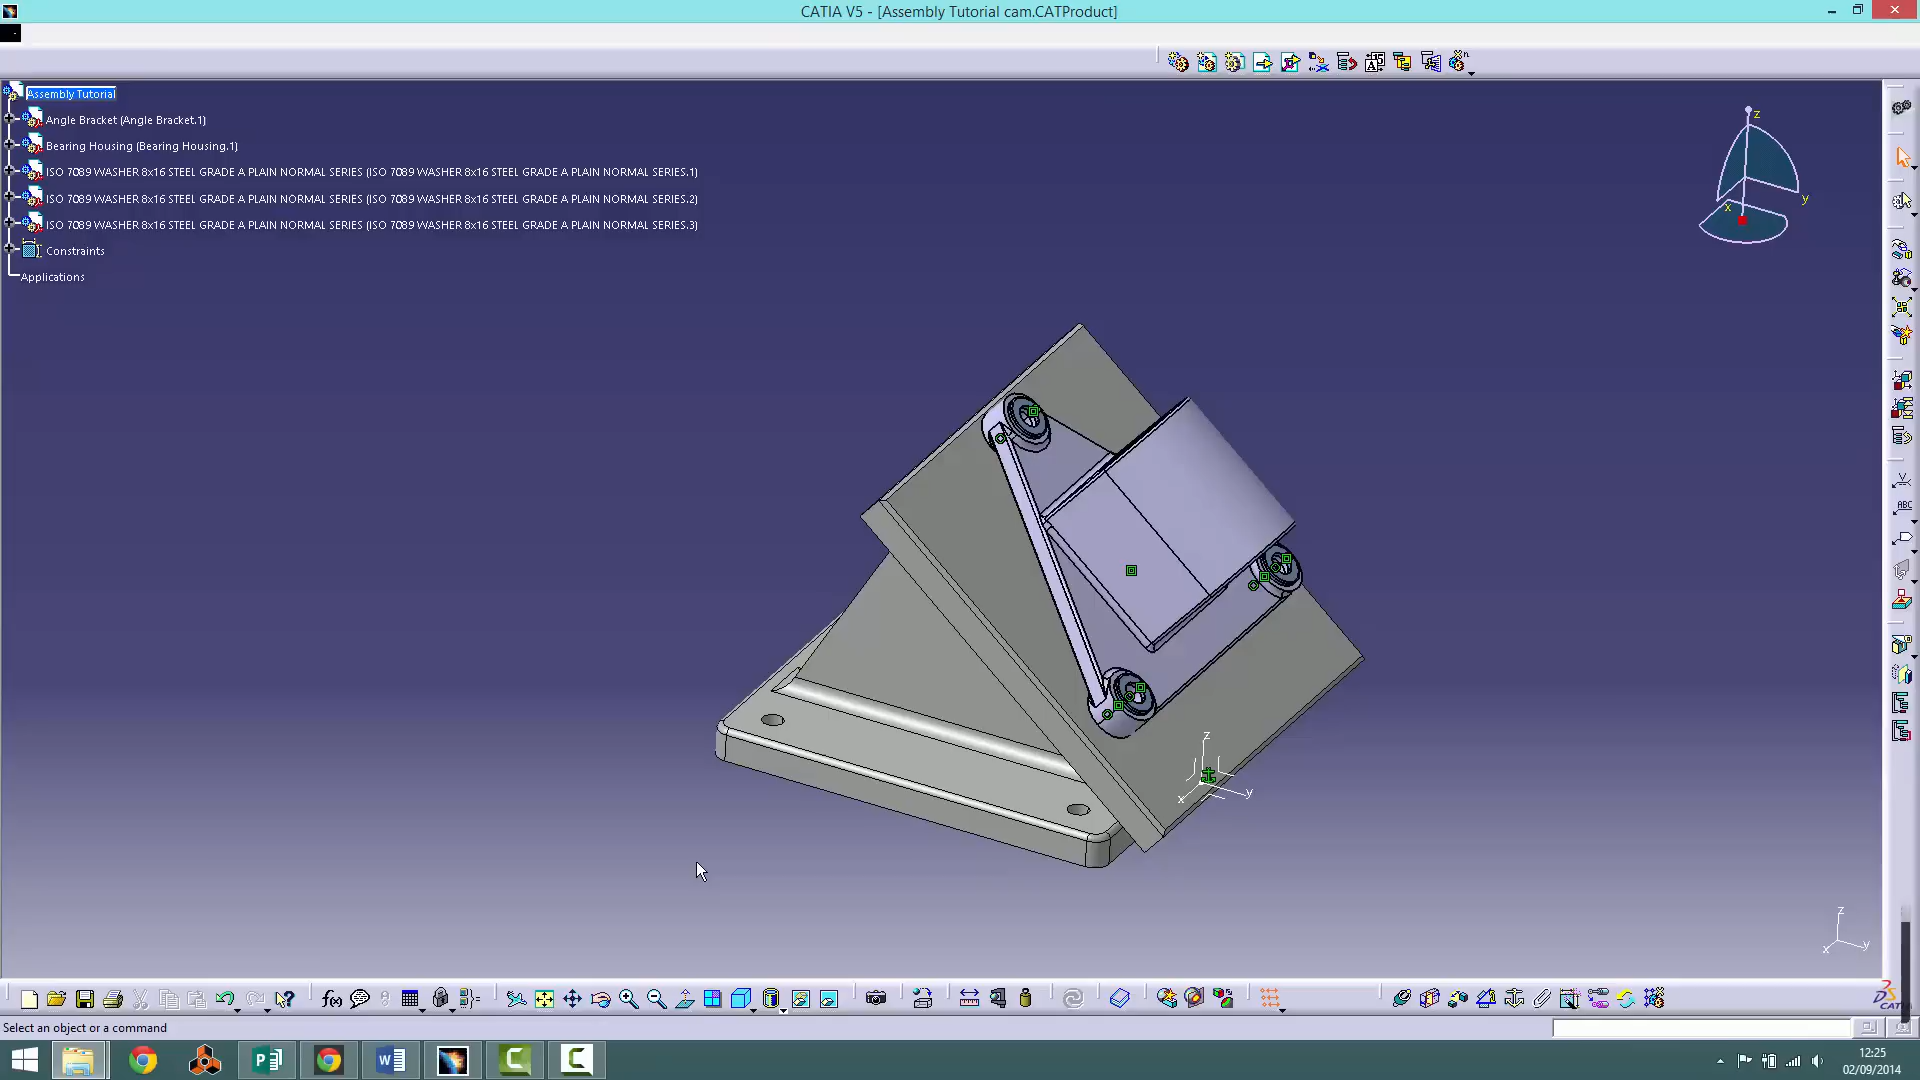 CATIA V5 - [Assembly Tutorial cam.CATProduct]
Assembly Tutorial
Angle Bracket (Angle Bracket.1)
Bearing Housing (Bearing Housing.1)
ISO 7089 WASHER 8x16 STEEL GRADE A PLAIN NORMAL SERIES (ISO 7089 WASHER 8x16 STEEL GRADE A PLAIN NORMAL SERIES.1)
ISO 7089 WASHER 8x16 STEEL GRADE A PLAIN NORMAL SERIES (ISO 7089 WASHER 8x16 STEEL GRADE A PLAIN NORMAL SERIES.2)
ISO 7089 WASHER 8x16 STEEL GRADE A PLAIN NORMAL SERIES (ISO 7089 WASHER 8x16 STEEL GRADE A PLAIN NORMAL SERIES.3)
Constraints
Applications
z
x
y
z
x
y
z
x
y
ABC
f(x)
Select an object or a command
12:25
02/09/2014